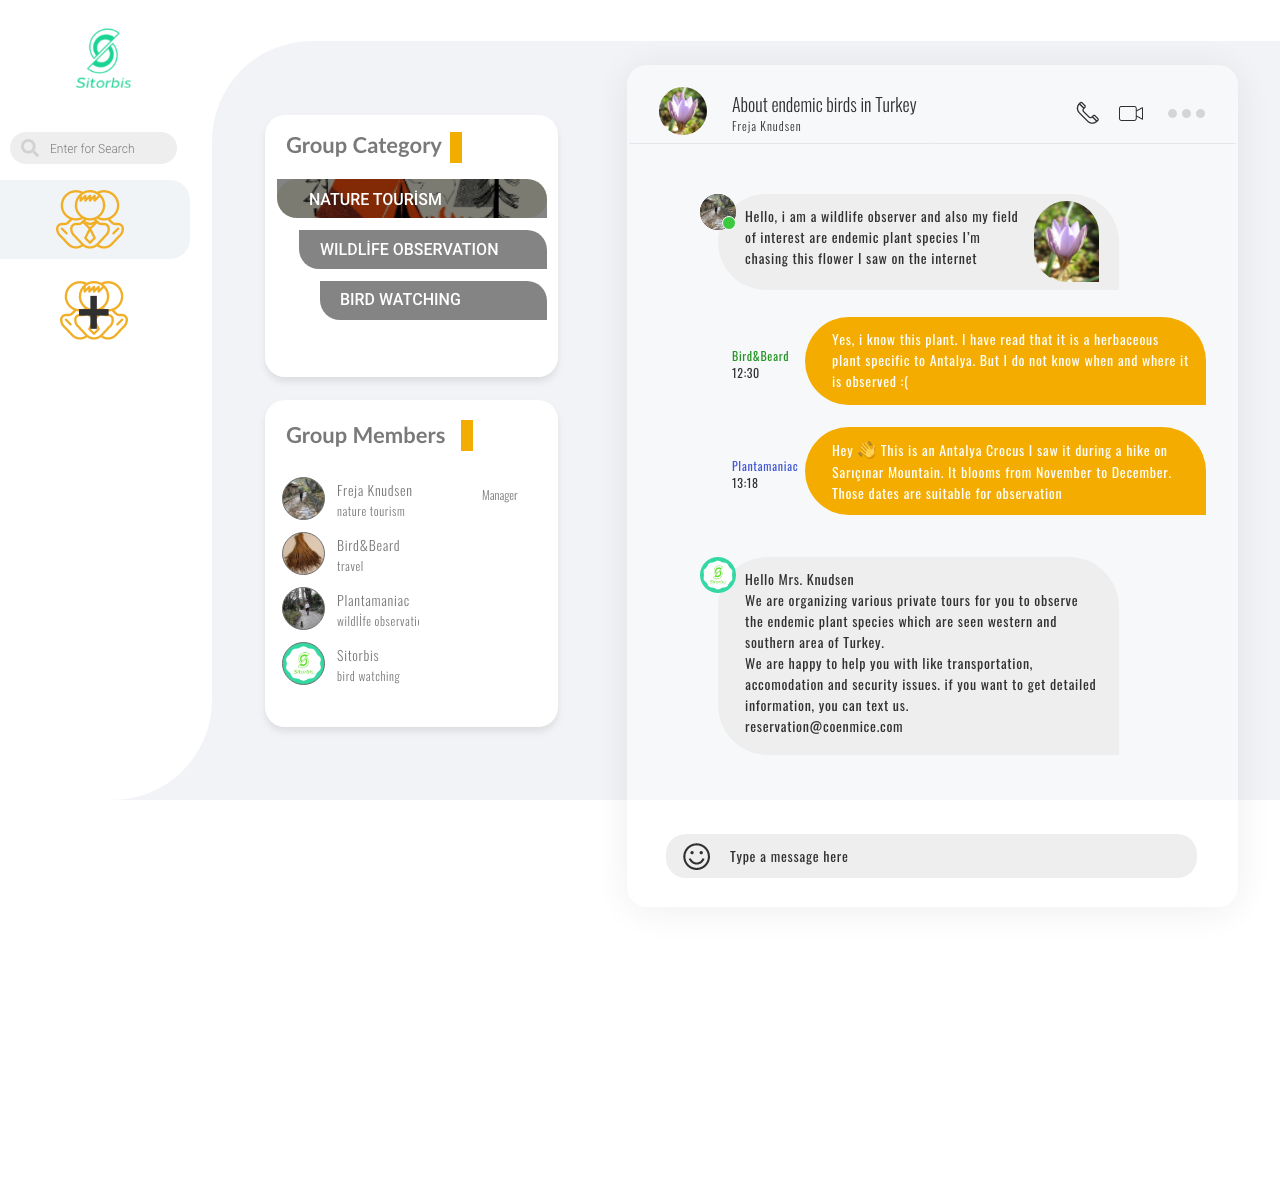 Sitorbis
Enter for Search
Group Category
NATURE TOURİSM
WILDLİFE OBSERVATION
BIRD WATCHING
Group Members
Freja Knudsen
nature tourism
Manager
Bird&Beard
travel
Plantamaniac
wildlİfe observatio
Sitorbis
bird watching
About endemic birds in Turkey
Freja Knudsen
Hello, i am a wildlife observer and also my field
of interest are endemic plant species I'm
chasing this flower I saw on the internet
Bird&Beard
12:30
Yes, i know this plant. I have read that it is a herbaceous
plant specific to Antalya. But I do not know when and where it
is observed :(
Plantamaniac
13:18
Hey 👋 This is an Antalya Crocus I saw it during a hike on
Sarıçınar Mountain. It blooms from November to December.
Those dates are suitable for observation
Hello Mrs. Knudsen
We are organizing various private tours for you to observe
the endemic plant species which are seen western and
southern area of Turkey.
We are happy to help you with like transportation,
accomodation and security issues. if you want to get detailed
information, you can text us.
reservation@coenmice.com
Type a message here